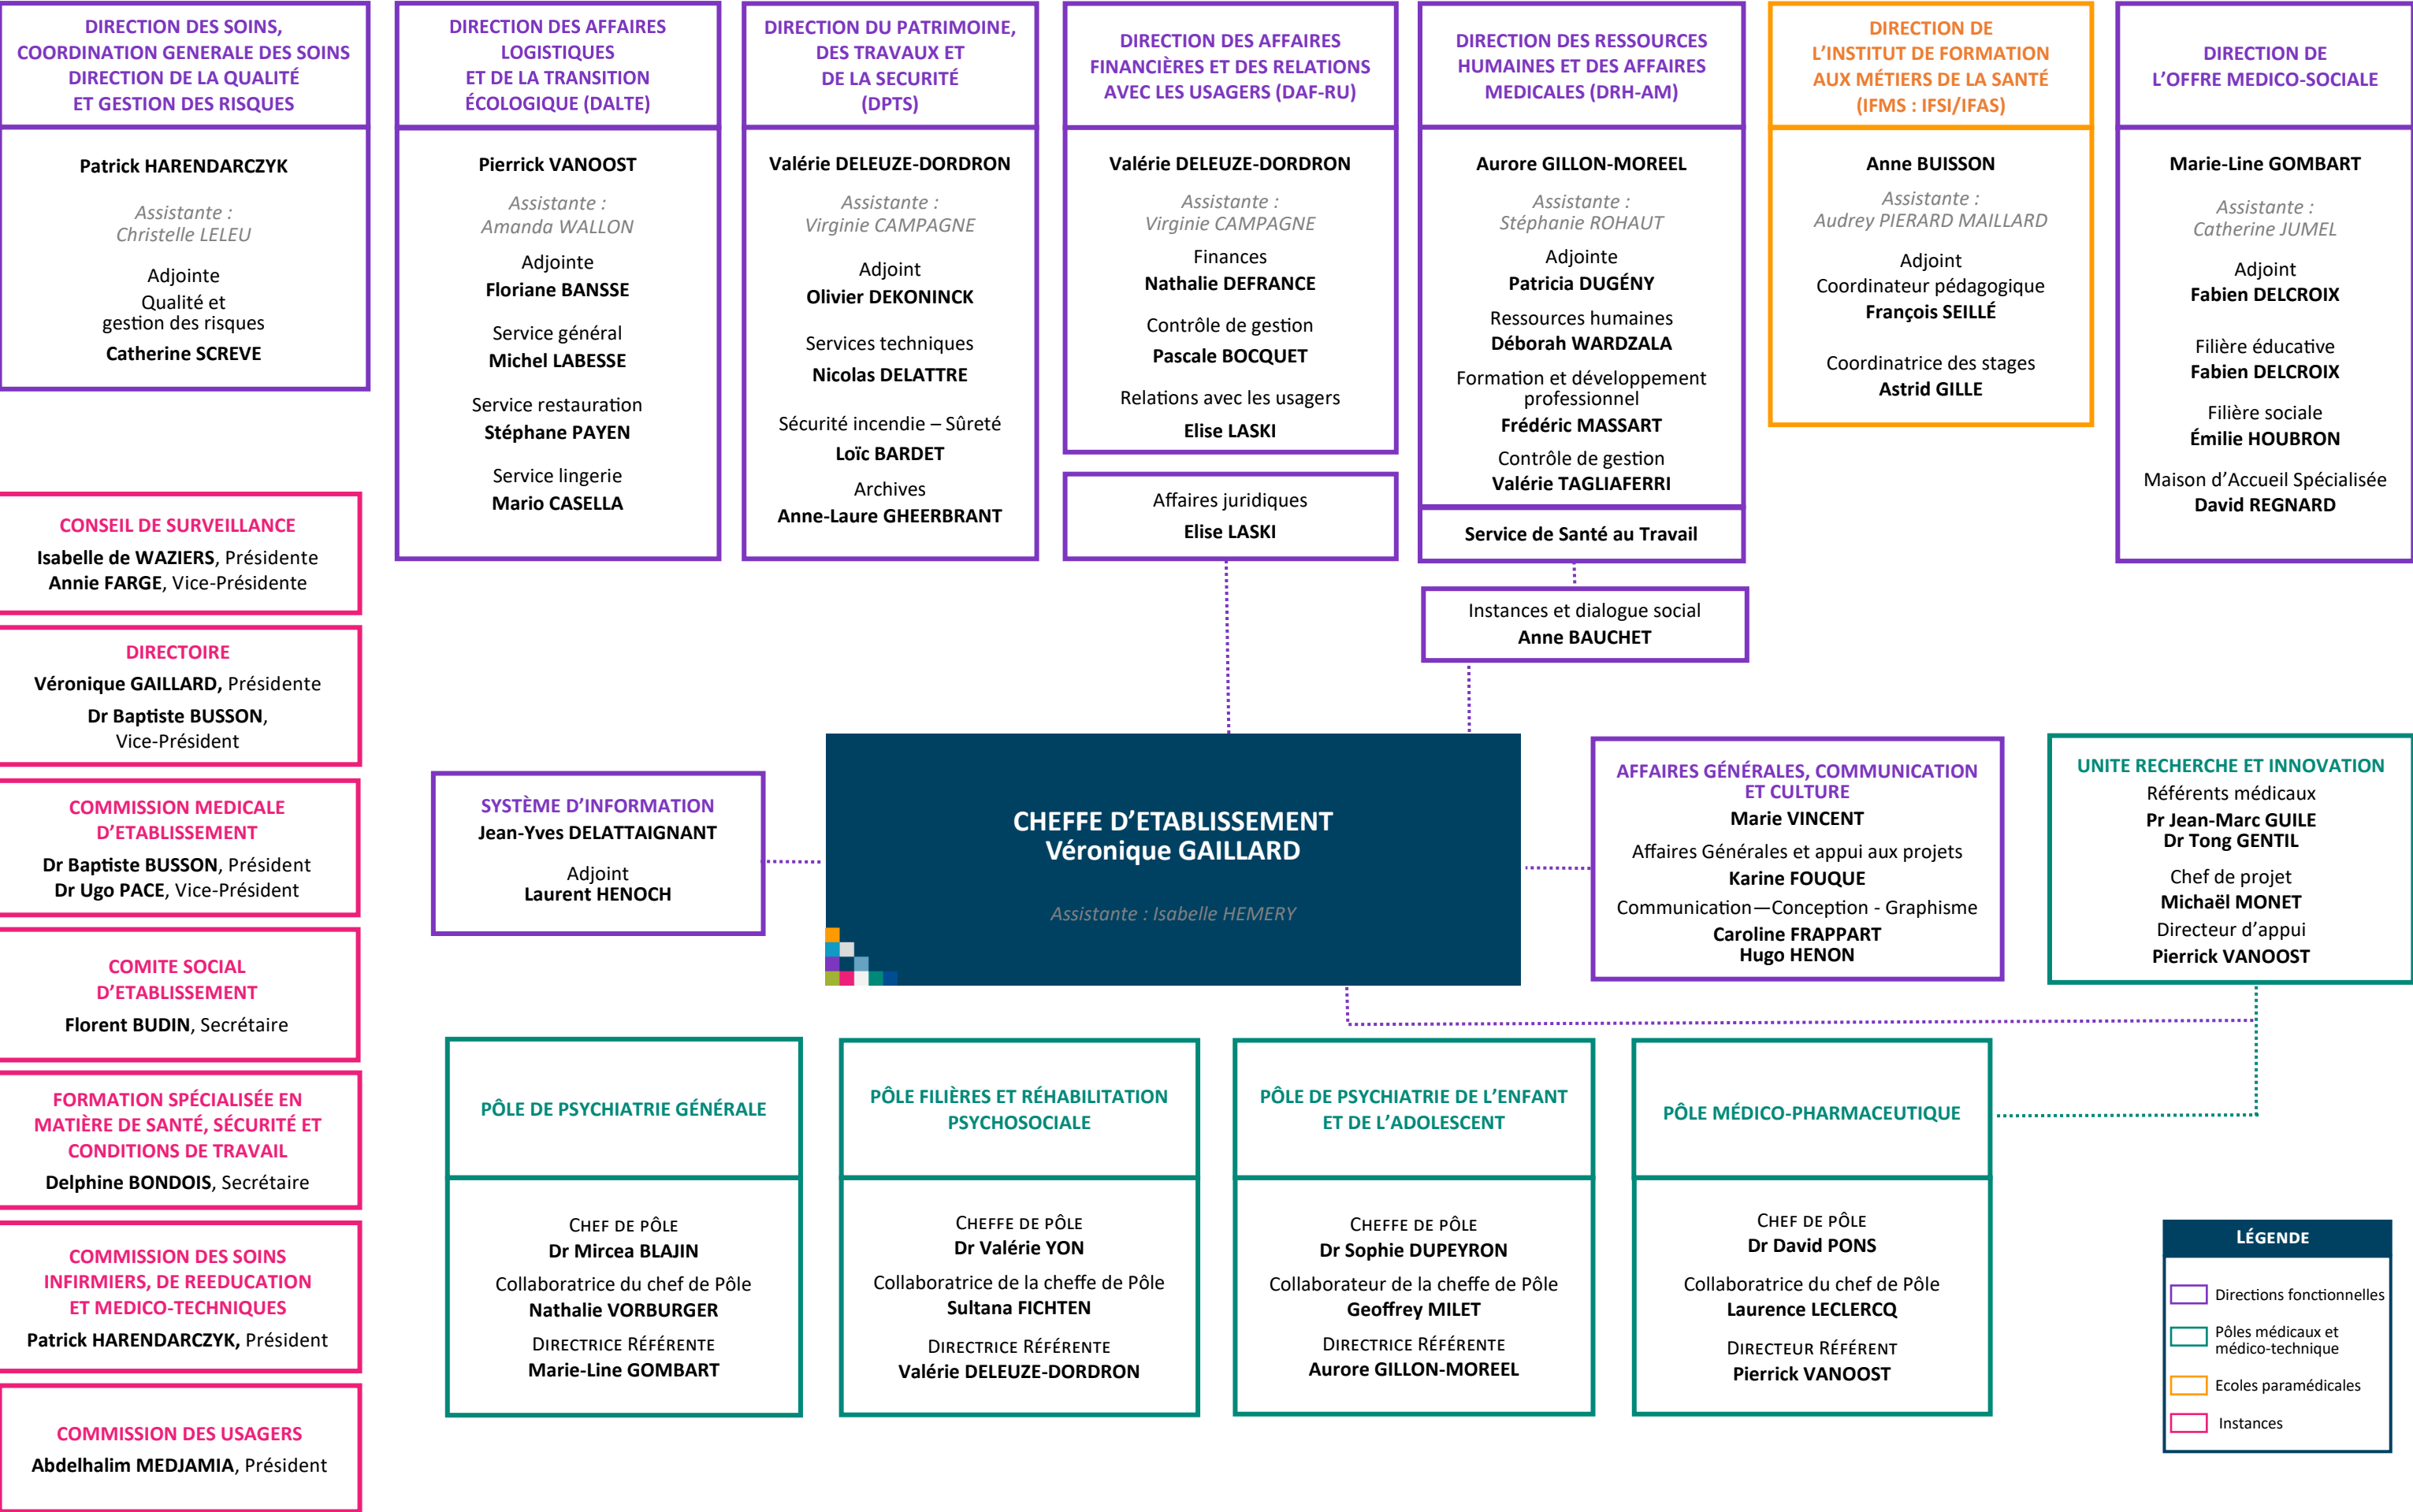 DIRECTION DES SOINS,
COORDINATION GENERALE DES SOINS
DIRECTION DE LA QUALITÉ
ET GESTION DES RISQUES
Patrick HARENDARCZYK
Assistante :
Christelle LELEU
Adjointe
Qualité et
gestion des risques
Catherine SCREVE
DIRECTION DES AFFAIRES
LOGISTIQUES
ET DE LA TRANSITION
ÉCOLOGIQUE (DALTE)
Pierrick VANOOST
Assistante :
Amanda WALLON
Adjointe
Floriane BANSSE
Service général
Michel LABESSE
Service restauration
Stéphane PAYEN
Service lingerie
Mario CASELLA
DIRECTION DU PATRIMOINE,
DES TRAVAUX ET
DE LA SECURITÉ
(DPTS)
Valérie DELEUZE-DORDRON
Assistante :
Virginie CAMPAGNE
Adjoint
Olivier DEKONINCK
Services techniques
Nicolas DELATTRE
Sécurité incendie – Sûreté
Loïc BARDET
Archives
Anne-Laure GHEERBRANT
DIRECTION DES AFFAIRES
FINANCIÈRES ET DES RELATIONS
AVEC LES USAGERS (DAF-RU)
Valérie DELEUZE-DORDRON
Assistante :
Virginie CAMPAGNE
Finances
Nathalie DEFRANCE
Contrôle de gestion
Pascale BOCQUET
Relations avec les usagers
Elise LASKI
Affaires juridiques
Elise LASKI
DIRECTION DES RESSOURCES
HUMAINES ET DES AFFAIRES
MEDICALES (DRH-AM)
Aurore GILLON-MOREEL
Assistante :
Stéphanie ROHAUT
Adjointe
Patricia DUGÉNY
Ressources humaines
Déborah WARDZALA
Formation et développement
professionnel
Frédéric MASSART
Contrôle de gestion
Valérie TAGLIAFERRI
Service de Santé au Travail
Instances et dialogue social
Anne BAUCHET
DIRECTION DE
L'INSTITUT DE FORMATION
AUX MÉTIERS DE LA SANTÉ
(IFMS : IFSI/IFAS)
Anne BUISSON
Assistante :
Audrey PIERARD MAILLARD
Adjoint
Coordinateur pédagogique
François SEILLÉ
Coordinatrice des stages
Astrid GILLE
DIRECTION DE
L'OFFRE MEDICO-SOCIALE
Marie-Line GOMBART
Assistante :
Catherine JUMEL
Adjoint
Fabien DELCROIX
Filière éducative
Fabien DELCROIX
Filière sociale
Émilie HOUBRON
Maison d'Accueil Spécialisée
David REGNARD
CONSEIL DE SURVEILLANCE
Isabelle de WAZIERS, Présidente
Annie FARGE, Vice-Présidente
DIRECTOIRE
Véronique GAILLARD, Présidente
Dr Baptiste BUSSON,
Vice-Président
COMMISSION MEDICALE
D'ETABLISSEMENT
Dr Baptiste BUSSON, Président
Dr Ugo PACE, Vice-Président
COMITE SOCIAL
D'ETABLISSEMENT
Florent BUDIN, Secrétaire
FORMATION SPÉCIALISÉE EN
MATIÈRE DE SANTÉ, SÉCURITÉ ET
CONDITIONS DE TRAVAIL
Delphine BONDOIS, Secrétaire
COMMISSION DES SOINS
INFIRMIERS, DE REEDUCATION
ET MEDICO-TECHNIQUES
Patrick HARENDARCZYK, Président
COMMISSION DES USAGERS
Abdelhalim MEDJAMIA, Président
SYSTÈME D'INFORMATION
Jean-Yves DELATTAIGNANT
Adjoint
Laurent HENOCH
CHEFFE D'ETABLISSEMENT
Véronique GAILLARD
Assistante : Isabelle HEMERY
AFFAIRES GÉNÉRALES, COMMUNICATION
ET CULTURE
Marie VINCENT
Affaires Générales et appui aux projets
Karine FOUQUE
Communication—Conception - Graphisme
Caroline FRAPPART
Hugo HENON
UNITE RECHERCHE ET INNOVATION
Référents médicaux
Pr Jean-Marc GUILE
Dr Tong GENTIL
Chef de projet
Michaël MONET
Directeur d'appui
Pierrick VANOOST
PÔLE DE PSYCHIATRIE GÉNÉRALE
CHEF DE PÔLE
Dr Mircea BLAJIN
Collaboratrice du chef de Pôle
Nathalie VORBURGER
DIRECTRICE RÉFÉRENTE
Marie-Line GOMBART
PÔLE FILIÈRES ET RÉHABILITATION
PSYCHOSOCIALE
CHEFFE DE PÔLE
Dr Valérie YON
Collaboratrice de la cheffe de Pôle
Sultana FICHTEN
DIRECTRICE RÉFÉRENTE
Valérie DELEUZE-DORDRON
PÔLE DE PSYCHIATRIE DE L'ENFANT
ET DE L'ADOLESCENT
CHEFFE DE PÔLE
Dr Sophie DUPEYRON
Collaborateur de la cheffe de Pôle
Geoffrey MILET
DIRECTRICE RÉFÉRENTE
Aurore GILLON-MOREEL
PÔLE MÉDICO-PHARMACEUTIQUE
CHEF DE PÔLE
Dr David PONS
Collaboratrice du chef de Pôle
Laurence LECLERCQ
DIRECTEUR RÉFÉRENT
Pierrick VANOOST
LÉGENDE
Directions fonctionnelles
Pôles médicaux et
médico-technique
Ecoles paramédicales
Instances